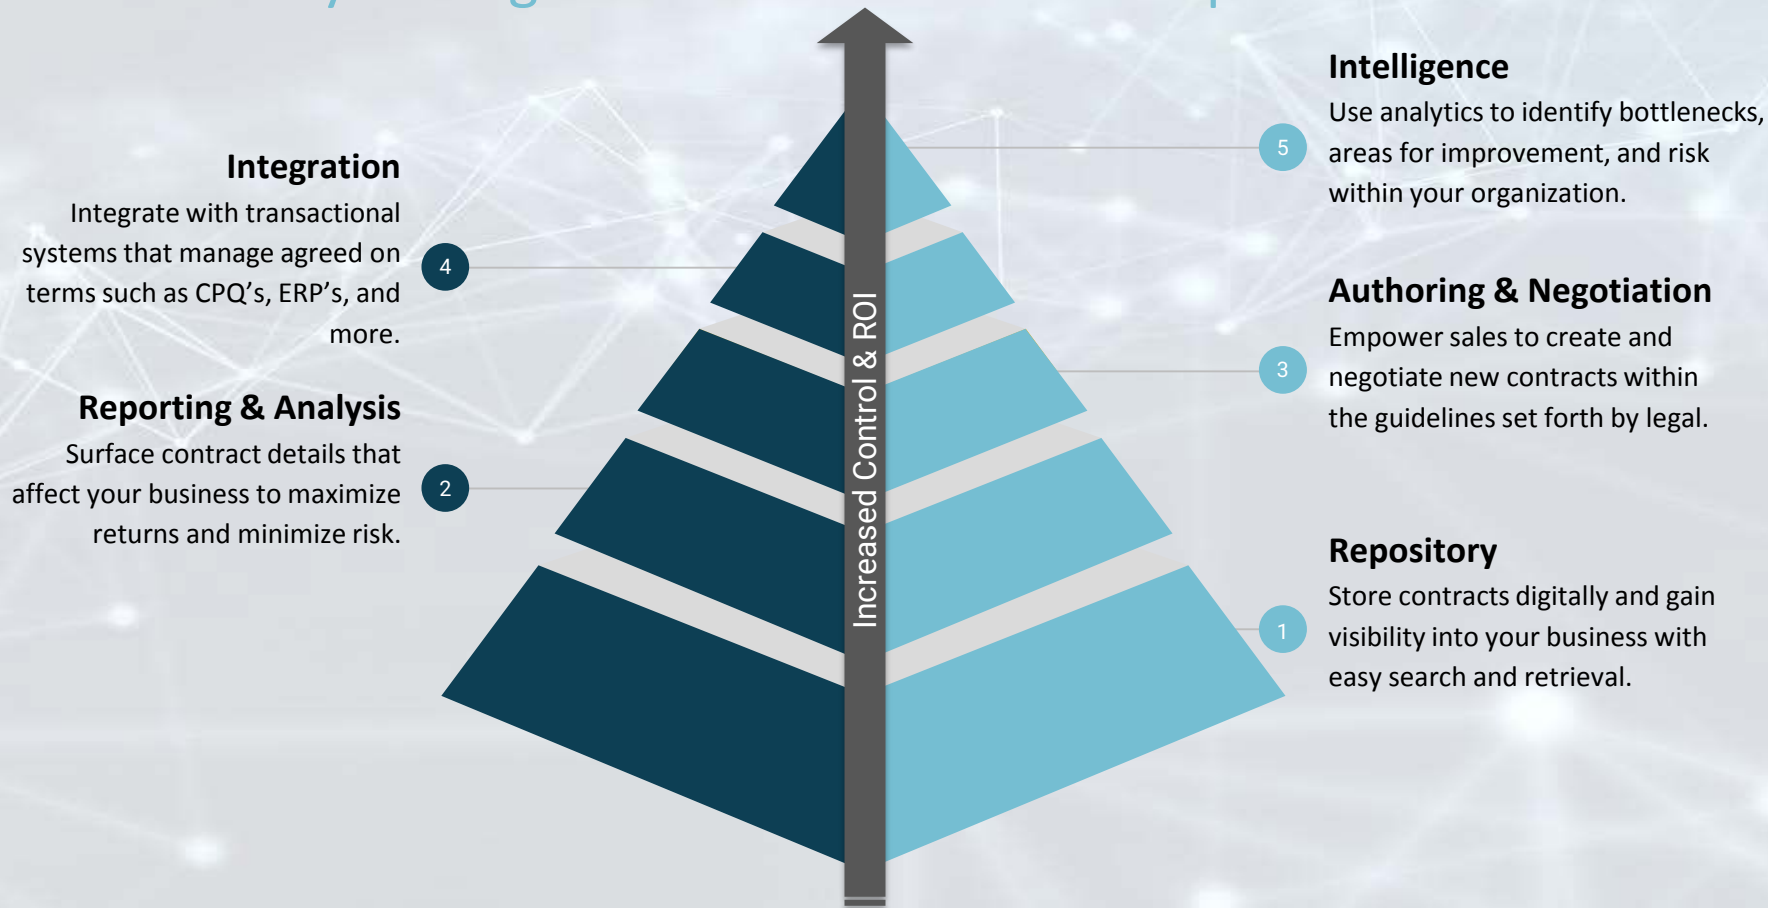 Intelligence
Use analytics to identify bottlenecks,
areas for improvement, and risk
within your organization.
5
Integration
Integrate with transactional
systems that manage agreed on
terms such as CPQ's, ERP's, and
more.
4
Authoring & Negotiation
Empower sales to create and
negotiate new contracts within
the guidelines set forth by legal.
3
Reporting & Analysis
Surface contract details that
affect your business to maximize
returns and minimize risk.
2
Repository
Store contracts digitally and gain
visibility into your business with
easy search and retrieval.
1
Increased Control & ROI